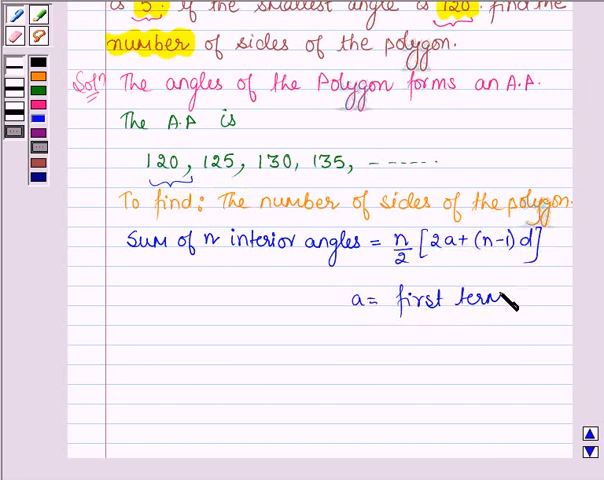 is 5. If the smallest angle is 120. find the
number of sides of the polygon.
Sol? The angles of the Polygon forms an A.P.
The A.P is
120, 125, 130, 135, -------
To find: The number of sides of the polygon.
Sum of n interior angles = n/2 [2a+(n-1)d]
a= first term